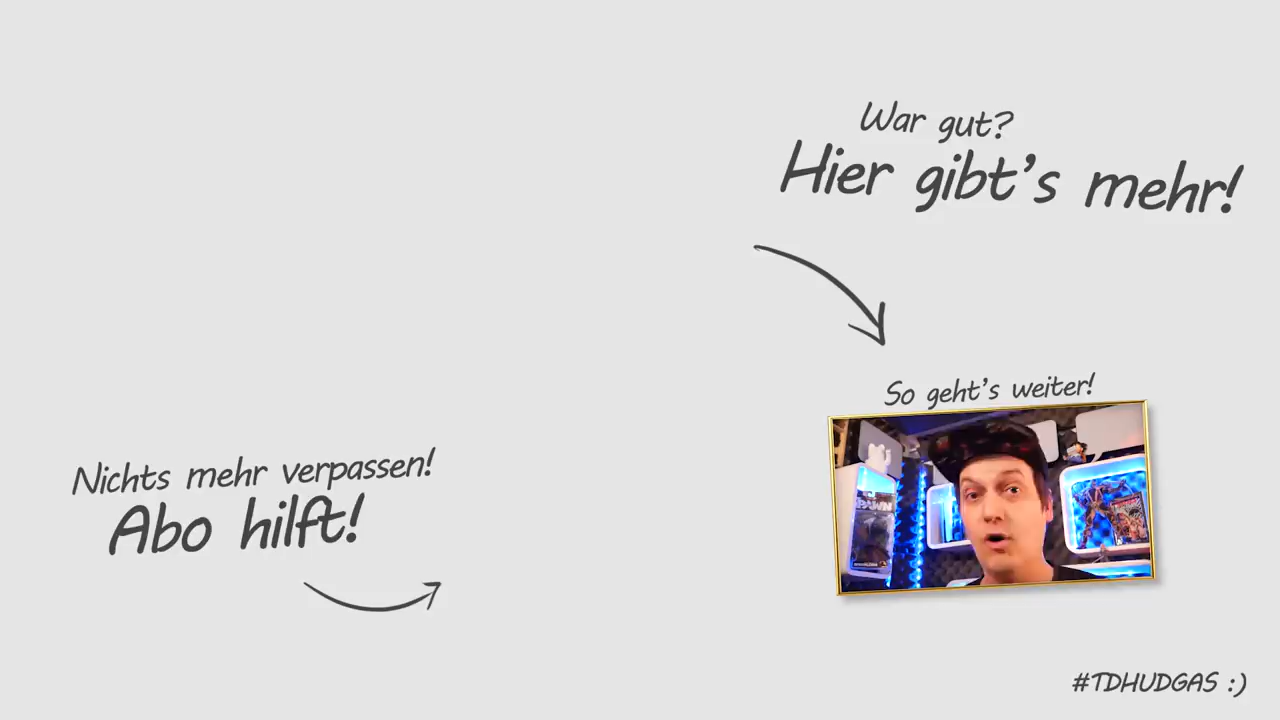 War gut?
Hier gibt's mehr!
So geht's weiter!
Nichts mehr verpassen!
Abo hilft!
#TDHUDGAS :)